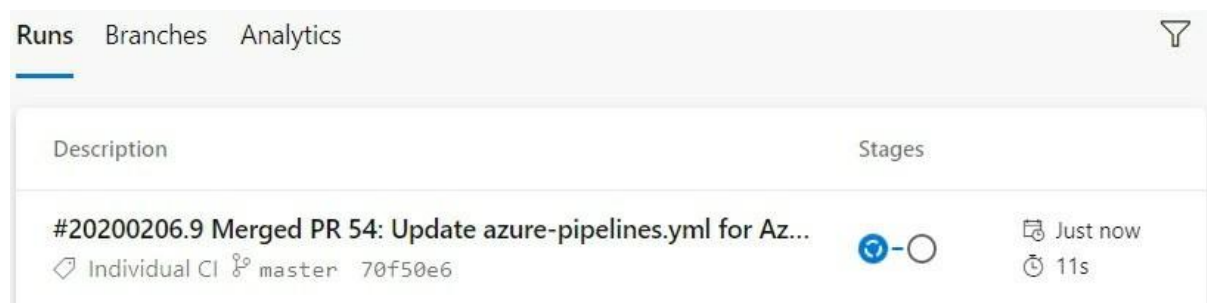 Runs Branches Analytics
Description Stages
#20200206.9 Merged PR 54: Update azure-pipelines.yml for Az... Just now
Individual CI master 70f50e6 11s